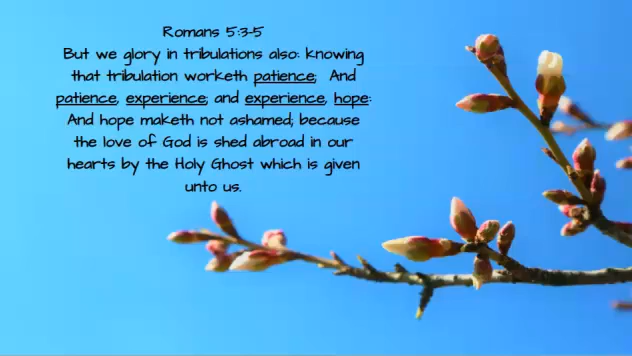 Romans 5:3-5
But we glory in tribulations also: knowing
that tribulation worketh patience; And
patience, experience; and experience, hope:
And hope maketh not ashamed; because
the love of God is shed abroad in our
hearts by the Holy Ghost which is given
unto us.